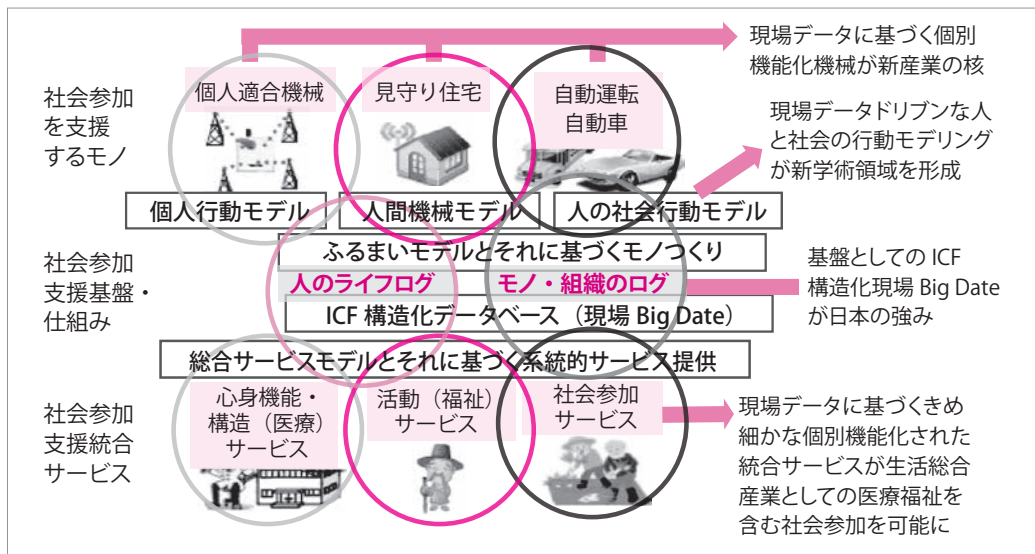 社会参加
を支援
するモノ
個人適合機械
見守り住宅
自動運転
自動車
現場データに基づく個別
機能化機械が新産業の核
現場データドリブンな人
と社会の行動モデリング
が新学術領域を形成
個人行動モデル
人間機械モデル
人の社会行動モデル
社会参加
支援基盤・
仕組み
ふるまいモデルとそれに基づくモノつくり
人のライフログ
モノ・組織のログ
ICF 構造化データベース（現場 Big Date）
総合サービスモデルとそれに基づく系統的サービス提供
基盤としての ICF
構造化現場 Big Date
が日本の強み
社会参加
支援統合
サービス
心身機能・
構造（医療）
サービス
活動（福祉）
サービス
社会参加
サービス
現場データに基づくきめ
細かな個別機能化された
統合サービスが生活総合
産業としての医療福祉を
含む社会参加を可能に